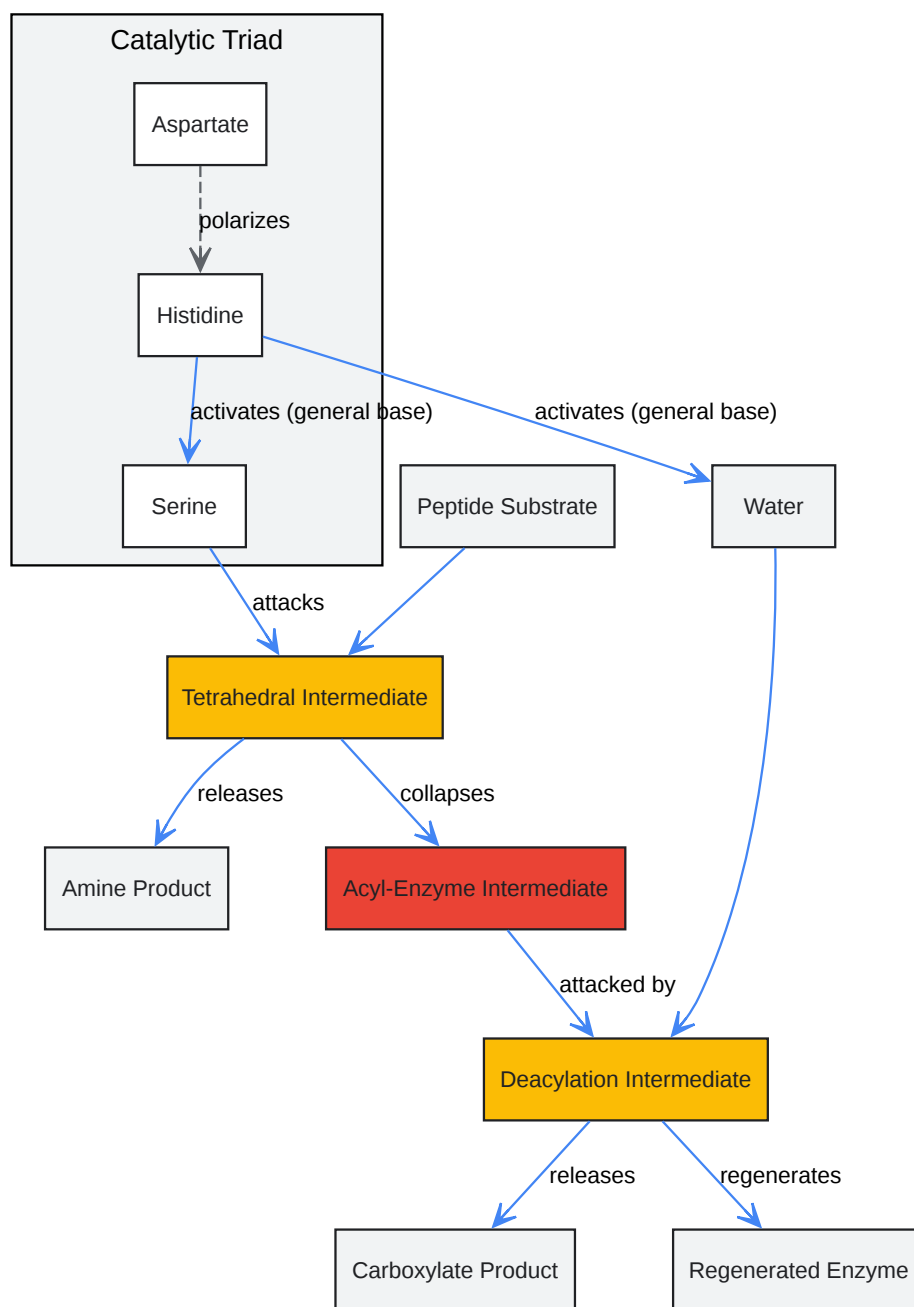 Catalytic Triad
Aspartate
polarizes
Histidine
activates (general base)
activates (general base)
Serine
Peptide Substrate
Water
attacks
Tetrahedral Intermediate
releases
collapses
Amine Product
Acyl-Enzyme Intermediate
attacked by
Deacylation Intermediate
releases
regenerates
Carboxylate Product
Regenerated Enzyme